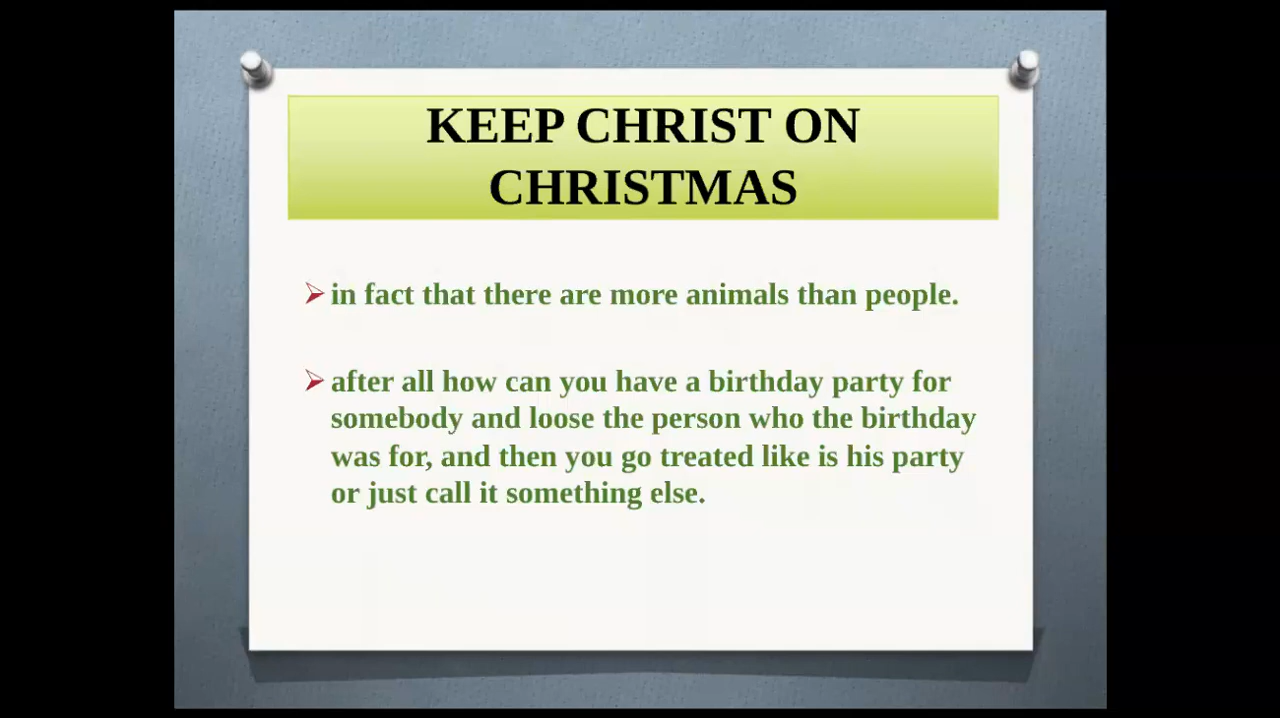 KEEP CHRIST ON
CHRISTMAS
in fact that there are more animals than people.
after all how can you have a birthday party for
somebody and loose the person who the birthday
was for, and then you go treated like is his party
or just call it something else.